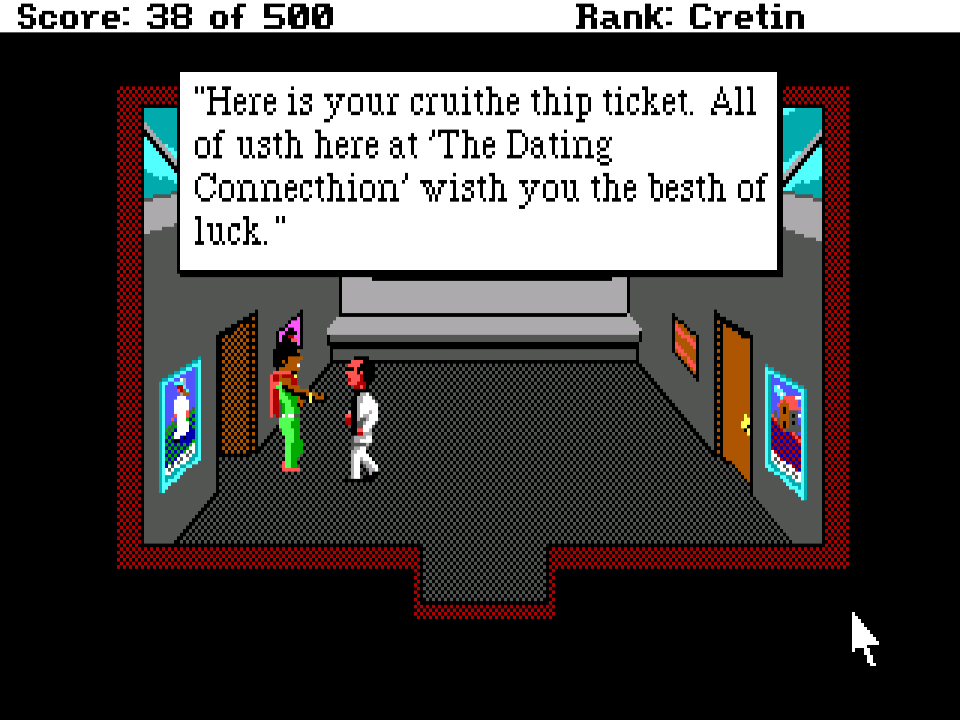 Score: 38 of 500 Rank: Cretin
"Here is your cruithe thip ticket. All
of usth here at 'The Dating
Connecthion' wisth you the besth of
luck."